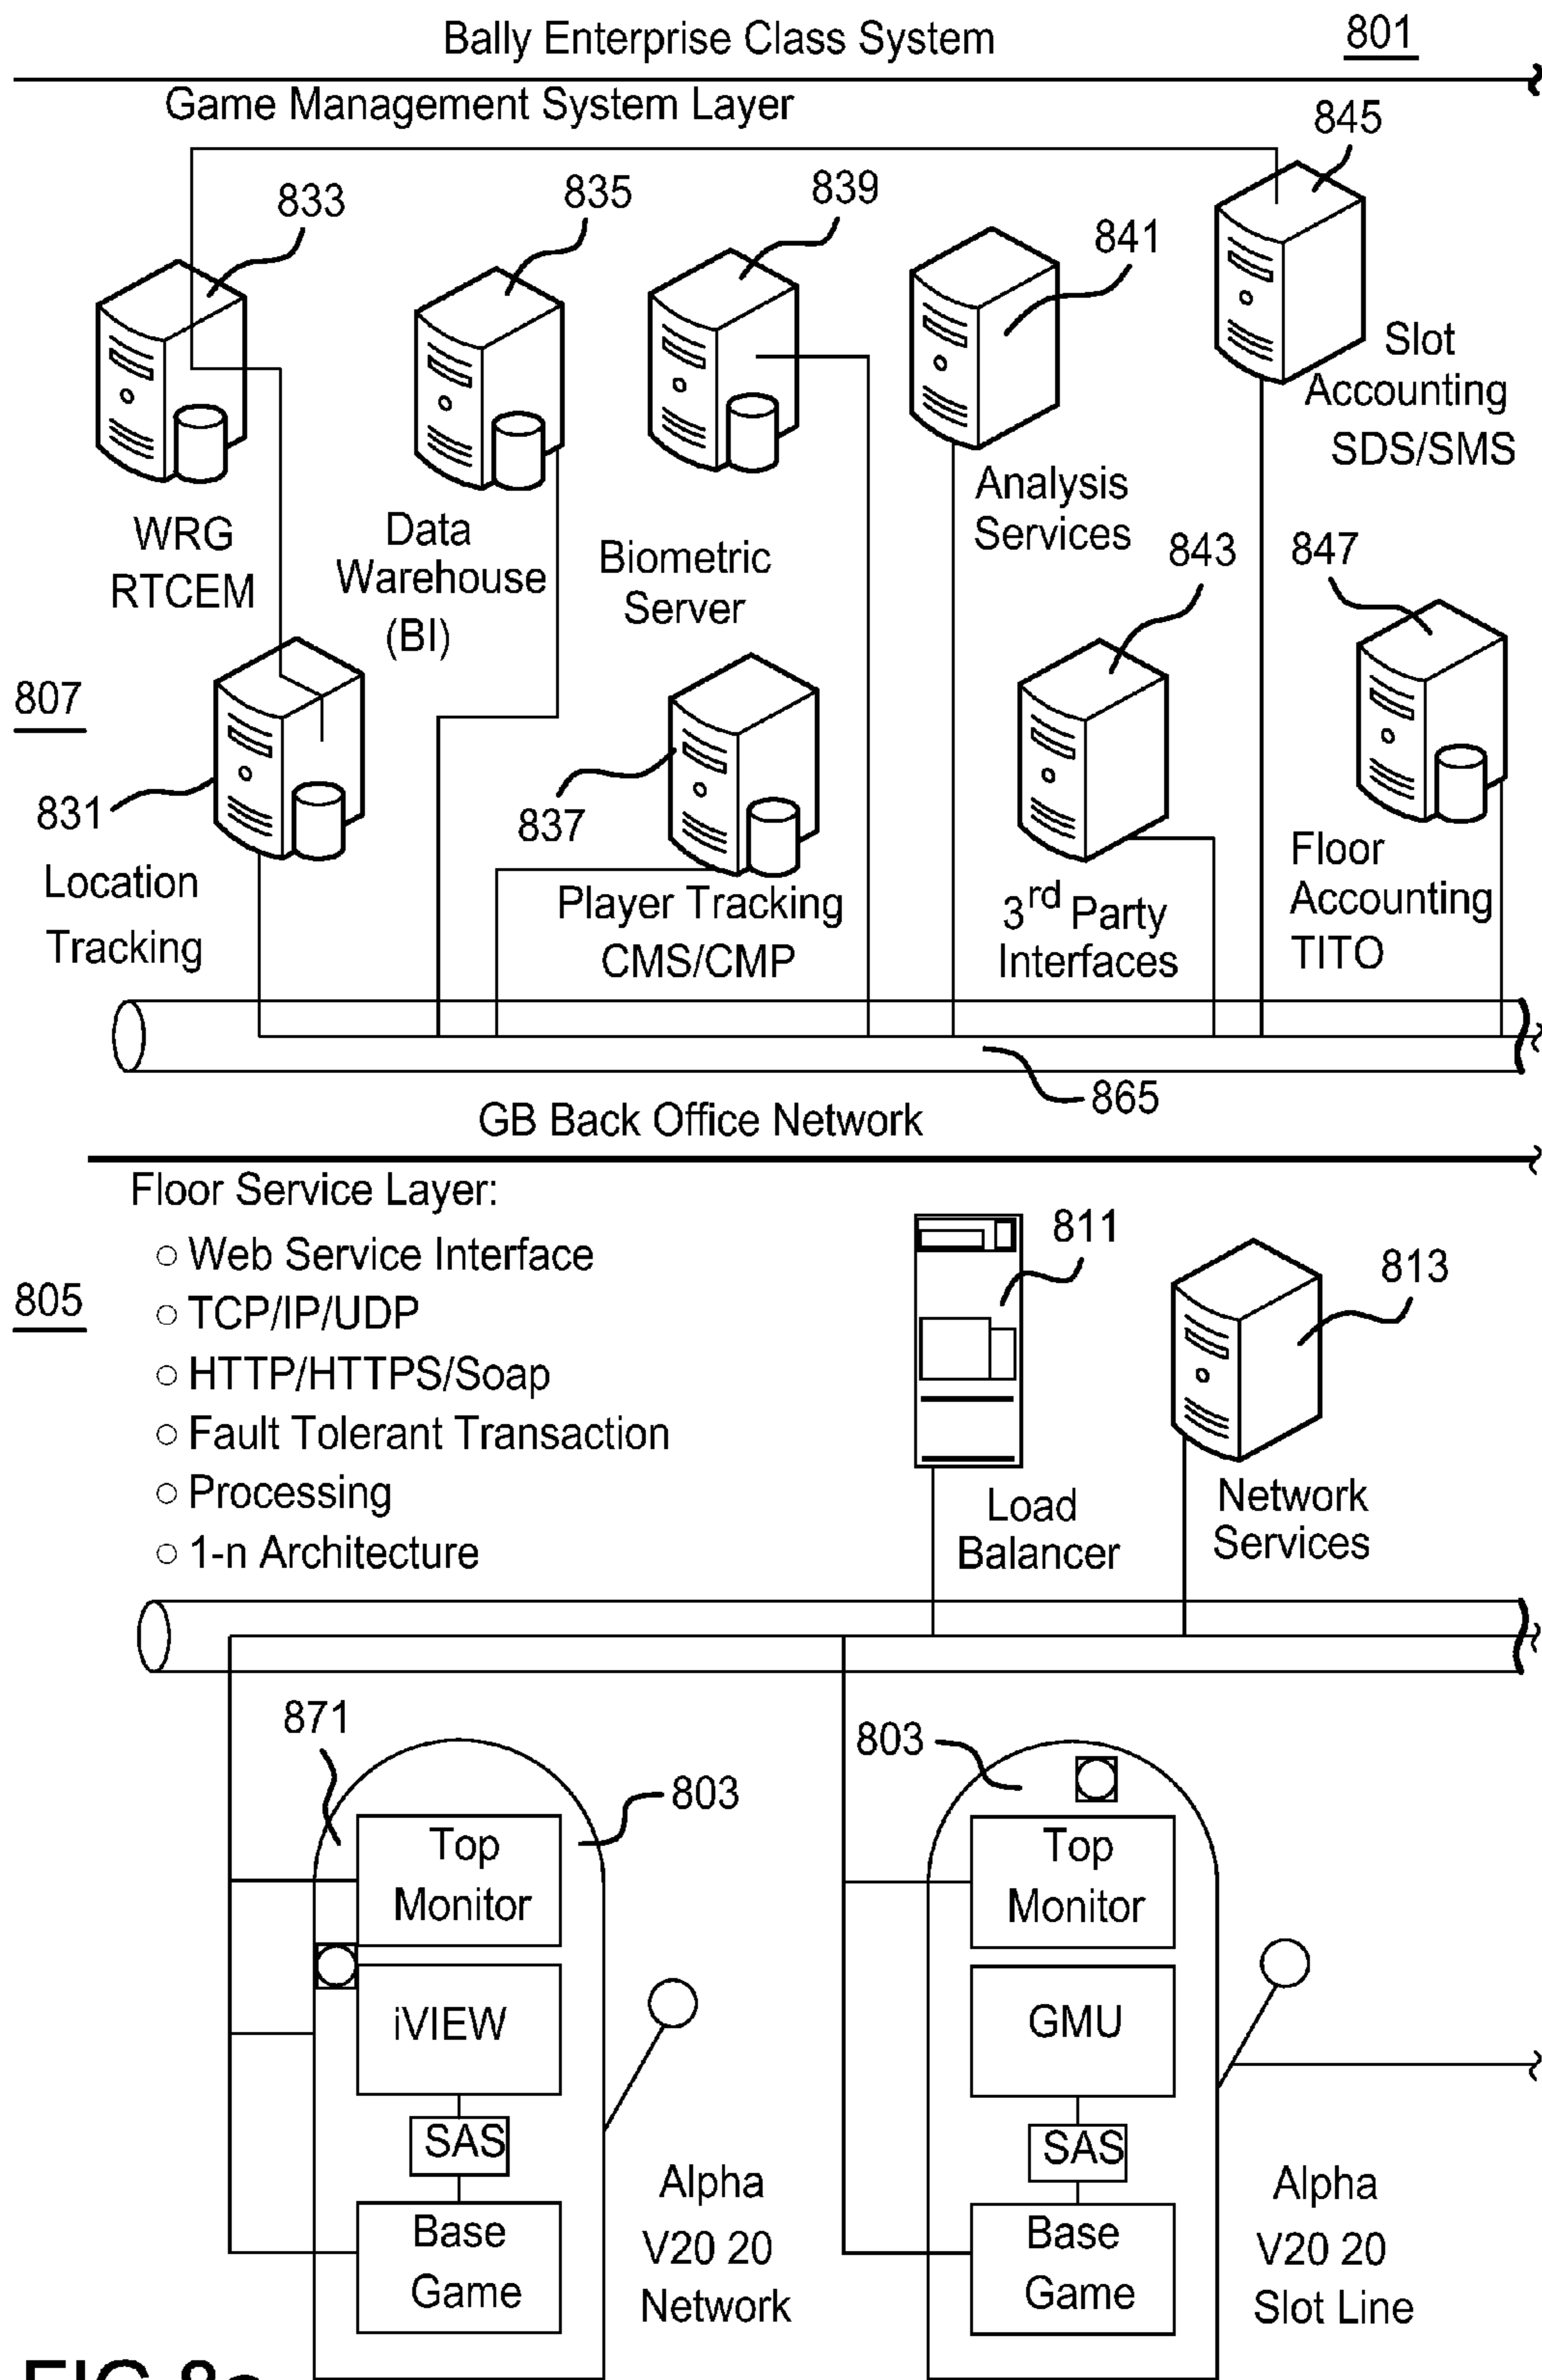 Bally Enterprise Class System
801
Game Management System Layer
845
833
835
839
841
Slot
Accounting
SDS/SMS
WRG
RTCEM
Data
Warehouse
(BI)
Biometric
Server
Analysis
Services
843
847
807
831
837
Location
Tracking
Player Tracking
CMS/CMP
3rd Party
Interfaces
Floor
Accounting
TITO
865
GB Back Office Network
Floor Service Layer:
○ Web Service Interface
○ TCP/IP/UDP
○ HTTP/HTTPS/Soap
○ Fault Tolerant Transaction
○ Processing
○ 1-n Architecture
805
811
813
Load
Balancer
Network
Services
871
803
Top
Monitor
iVIEW
SAS
Base
Game
Alpha
V20 20
Network
803
Top
Monitor
GMU
SAS
Base
Game
Alpha
V20 20
Slot Line